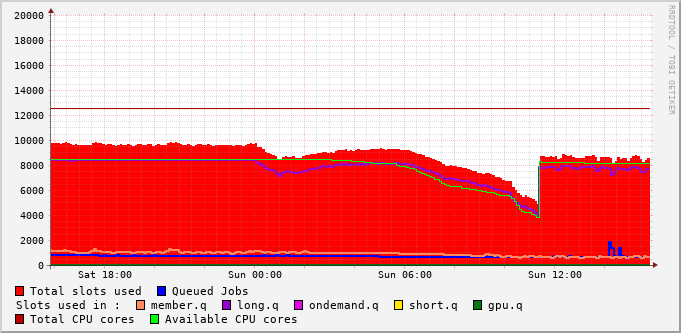 20000
18000
16000
14000
12000
10000
8000
6000
4000
2000
0
Sat 18:00 Sun 00:00 Sun 06:00 Sun 12:00
RRDTOOL / TOBI OETIKER
Total slots used Queued Jobs
Slots used in : member.q long.q ondemand.q short.q gpu.q
Total CPU cores Available CPU cores